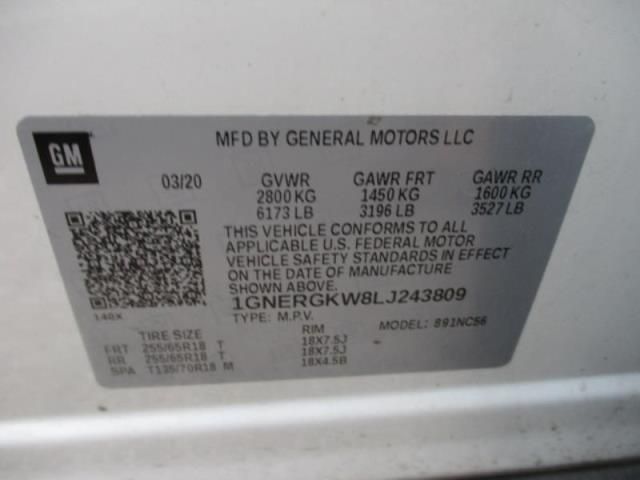 GM
MFD BY GENERAL MOTORS LLC
03/20 GVWR GAWR FRT GAWR RR
2800 KG 1450 KG 1600 KG
6173 LB 3196 LB 3527 LB
THIS VEHICLE CONFORMS TO ALL
APPLICABLE U.S. FEDERAL MOTOR
VEHICLE SAFETY STANDARDS IN EFFECT
ON THE DATE OF MANUFACTURE
SHOWN ABOVE.
1GNERGKW8LJ243809
148X TYPE: M.P.V. MODEL: 891NC56
TIRE SIZE RIM
FRT 255/65R18 T 18X7.5J
RR 255/65R18 T 18X7.5J
SPA T135/70R18 M 18X4.5B